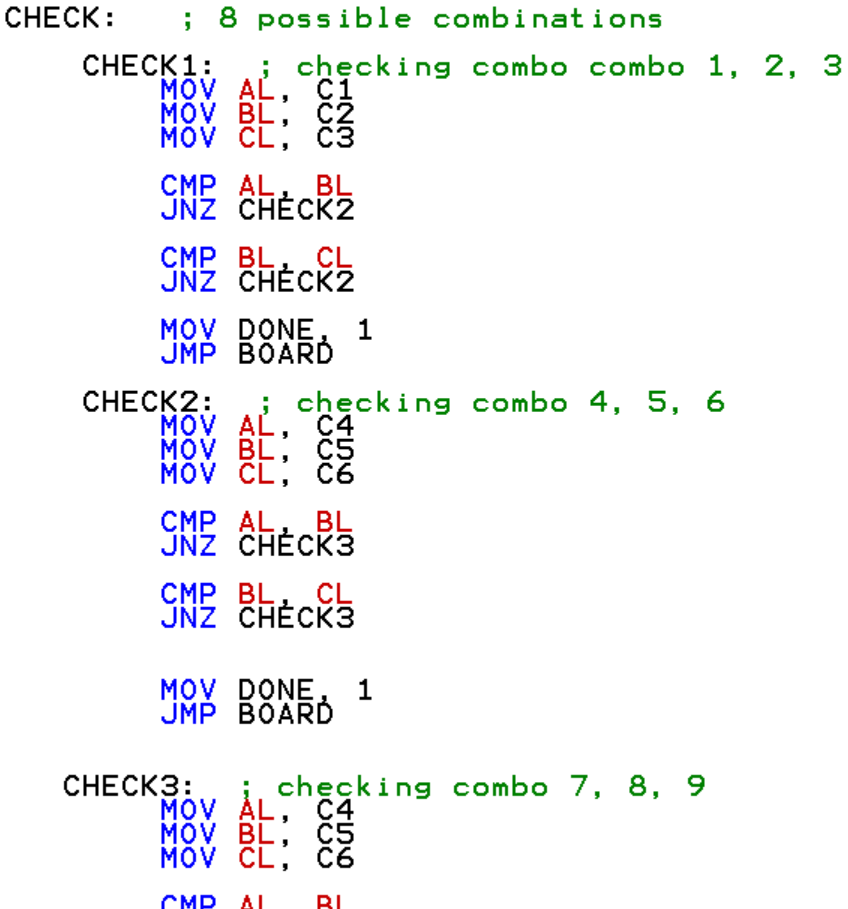 CHECK: ; 8 possible combinations
CHECK1: ; checking combo combo 1, 2, 3
MOV AL, C1
MOV BL, C2
MOV CL, C3
CMP AL, BL
JNZ CHECK2
CMP BL, CL
JNZ CHECK2
MOV DONE, 1
JMP BOARD
CHECK2: ; checking combo 4, 5, 6
MOV AL, C4
MOV BL, C5
MOV CL, C6
CMP AL, BL
JNZ CHECK3
CMP BL, CL
JNZ CHECK3
MOV DONE, 1
JMP BOARD
CHECK3: ; checking combo 7, 8, 9
MOV AL, C4
MOV BL, C5
MOV CL, C6
CMP AL BL